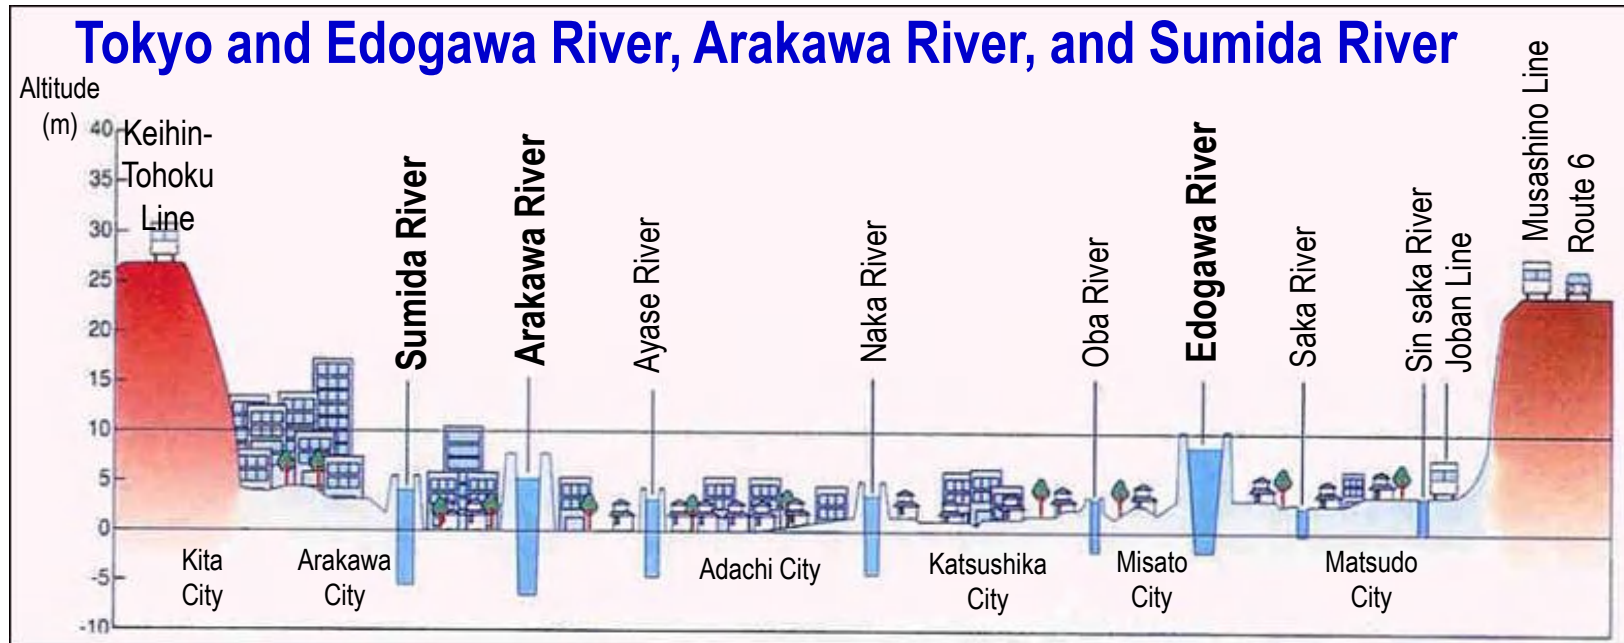 Tokyo and Edogawa River, Arakawa River, and Sumida River
Altitude
(m)
40
35
30
25
20
15
10
5
0
-5
-10
Keihin-
Tohoku
Line
Sumida River
Arakawa River
Ayase River
Naka River
Oba River
Edogawa River
Saka River
Sin saka River
Joban Line
Musashino Line
Route 6
Kita
City
Arakawa
City
Adachi City
Katsushika
City
Misato
City
Matsudo
City